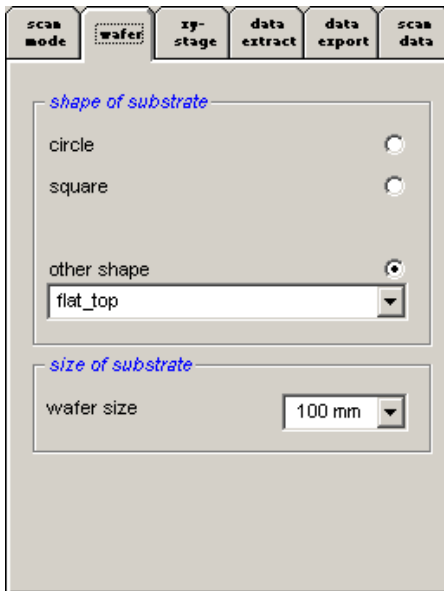 scan mode
wafer
xy-stage
data extract
data export
scan data
shape of substrate
circle
square
other shape
flat_top
size of substrate
wafer size 100 mm